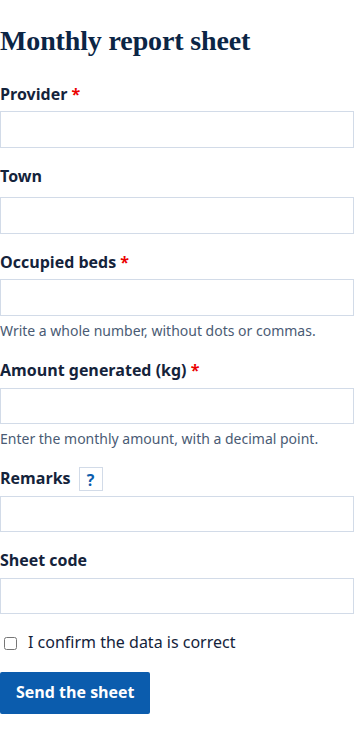 Monthly report sheet
Provider *
Town
Occupied beds *
Write a whole number, without dots or commas.
Amount generated (kg) *
Enter the monthly amount, with a decimal point.
Remarks ?
Sheet code
I confirm the data is correct
Send the sheet